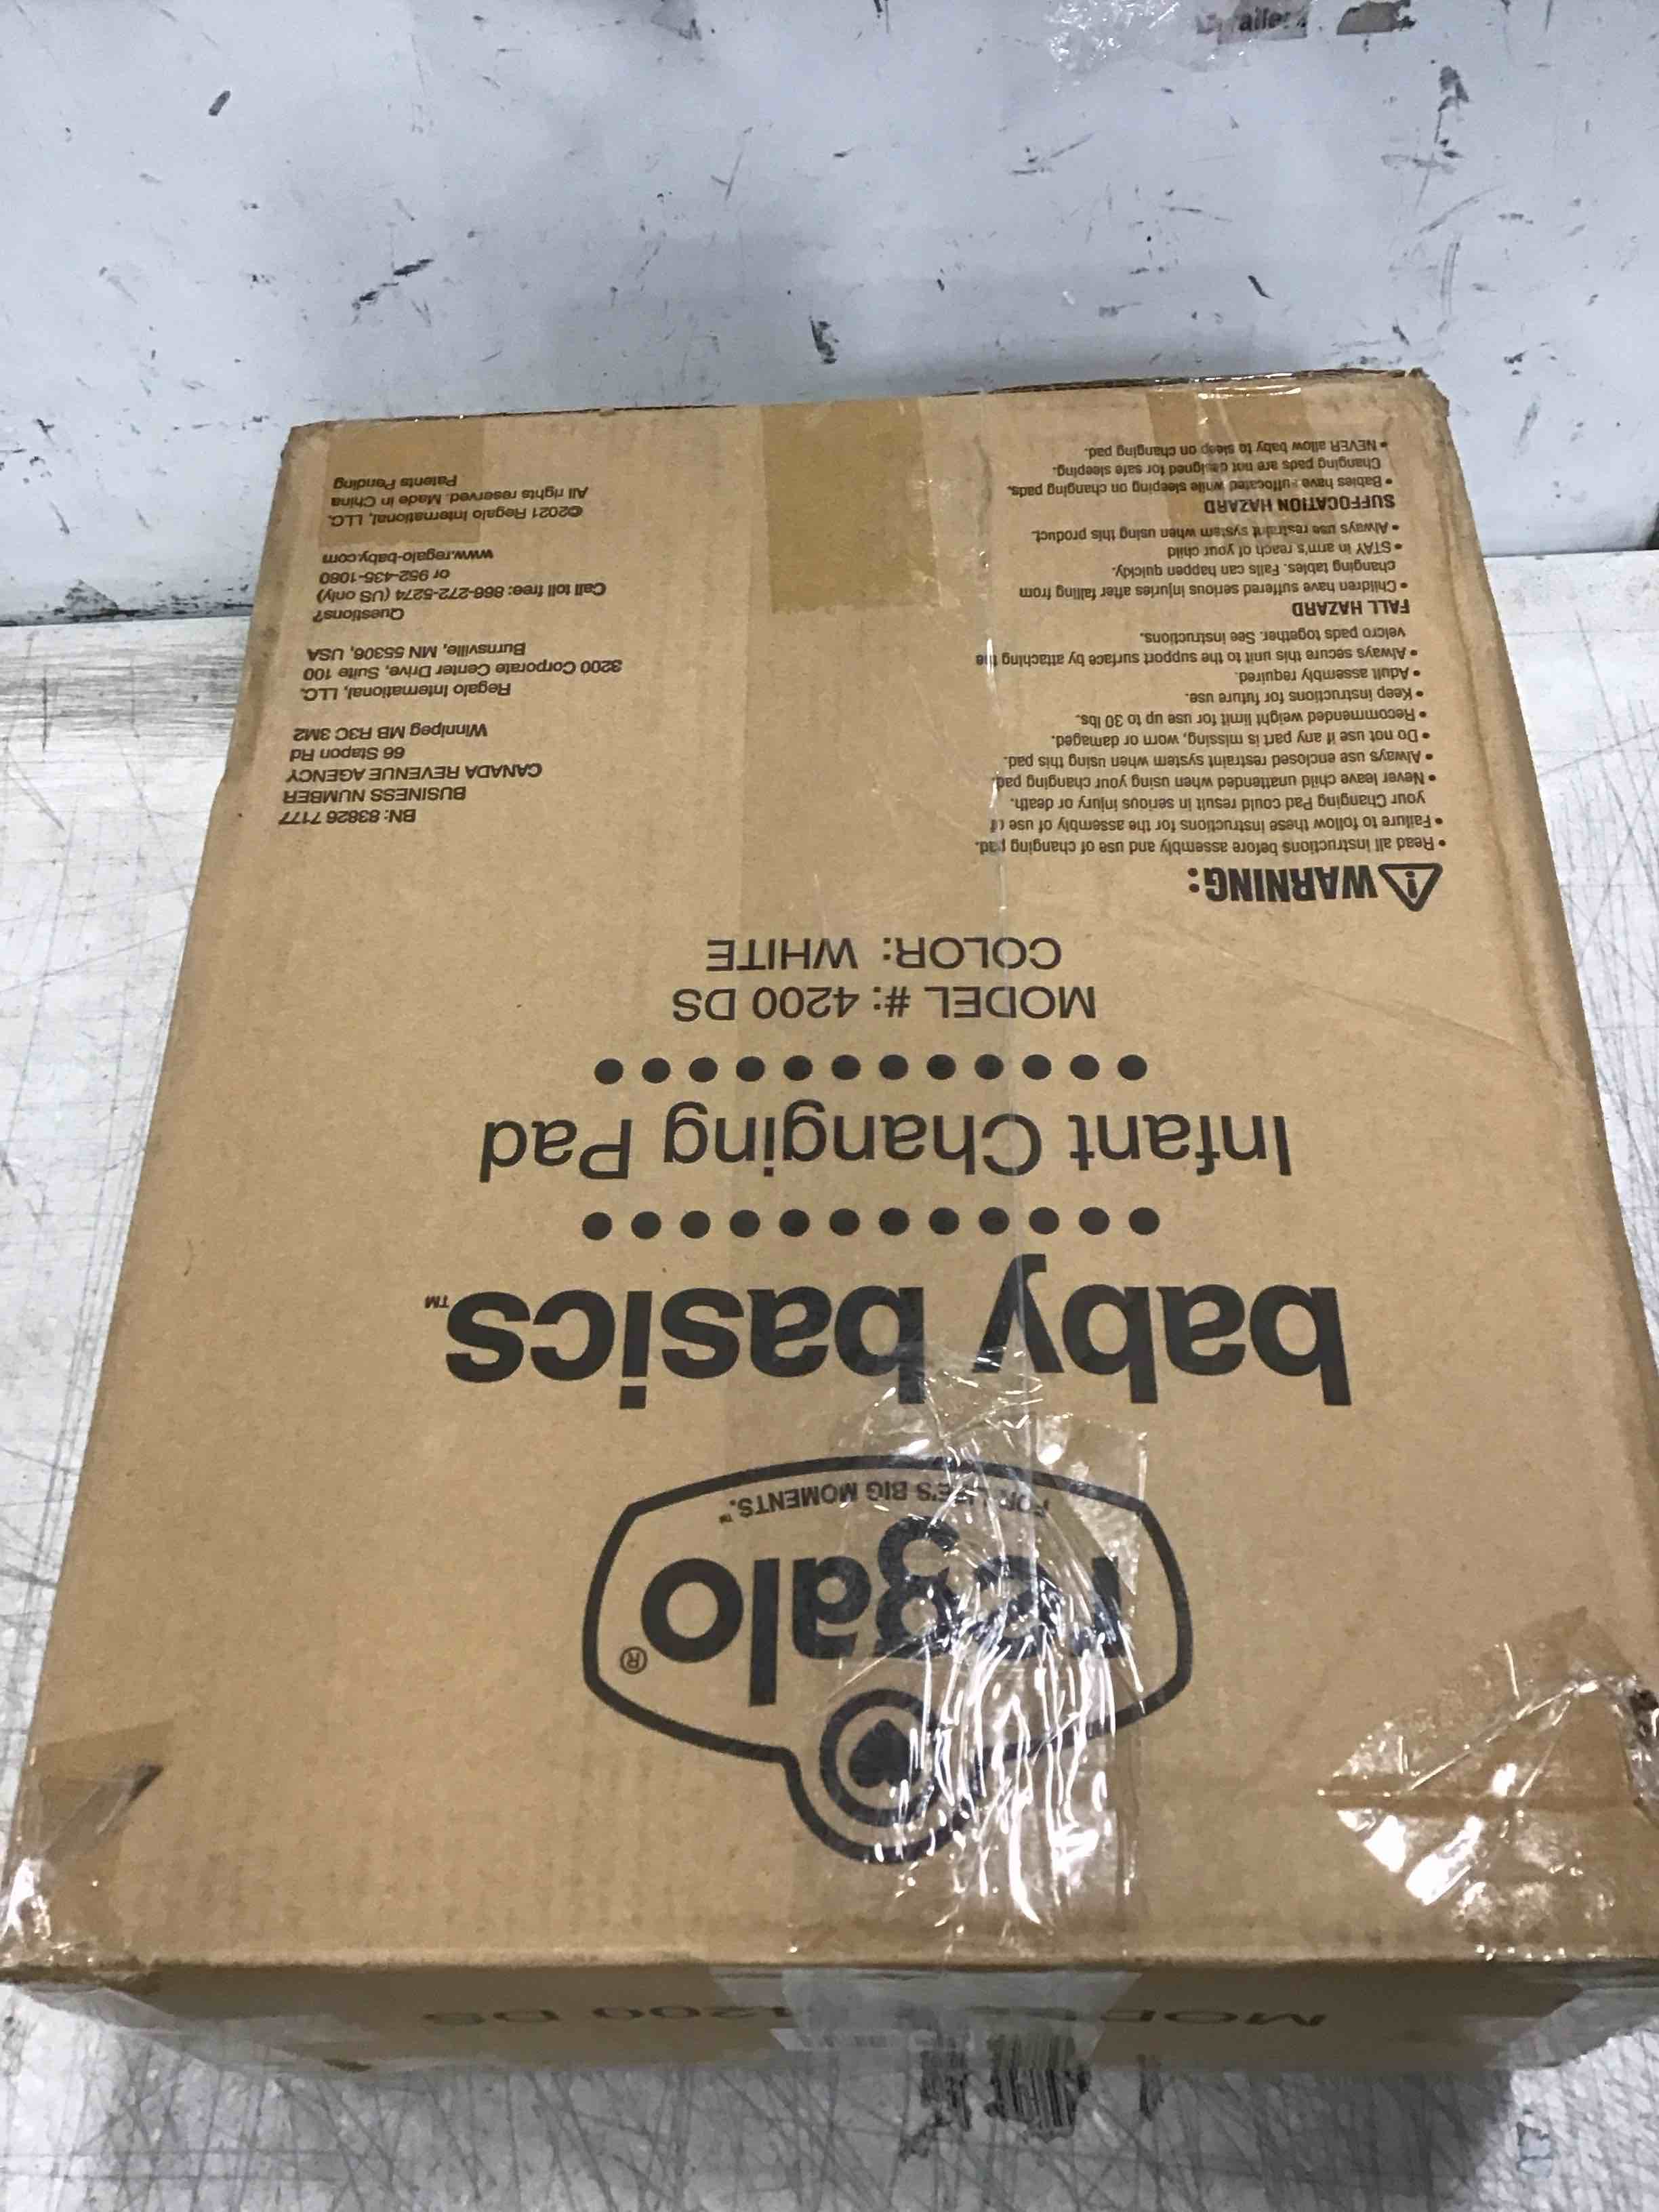 regalo®
FOR LIFE'S BIG MOMENTS.™
baby basics™
Infant Changing Pad
MODEL #: 4200 DS
COLOR: WHITE
WARNING:
• Read all instructions before assembly and use of changing pad.
• Failure to follow these instructions for the assembly of use of
your Changing Pad could result in serious injury or death.
• Never leave child unattended when using your changing pad.
• Always use enclosed restraint system when using this pad.
• Do not use if any part is missing, worn or damaged.
• Recommended weight limit for use up to 30 lbs.
• Keep instructions for future use.
• Adult assembly required.
• Always secure this unit to the support surface by attaching the
velcro pads together. See instructions.
FALL HAZARD
• Children have suffered serious injuries after falling from
changing tables. Falls can happen quickly.
• STAY in arm's reach of your child
• Always use restraint system when using this product.
SUFFOCATION HAZARD
• Babies have suffocated while sleeping on changing pads.
Changing pads are not designed for safe sleeping.
• NEVER allow baby to sleep on changing pad.
BN: 83826 7177
BUSINESS NUMBER
CANADA REVENUE AGENCY
66 Stapon Rd
Winnipeg MB R3C 3M2
Regalo International, LLC.
3200 Corporate Center Drive, Suite 100
Burnsville, MN 55306, USA
Questions?
Call toll free: 866-272-5274 (US only)
or 952-435-1080
www.regalo-baby.com
©2021 Regalo International, LLC.
All rights reserved. Made in China
Patents Pending
4200 DS